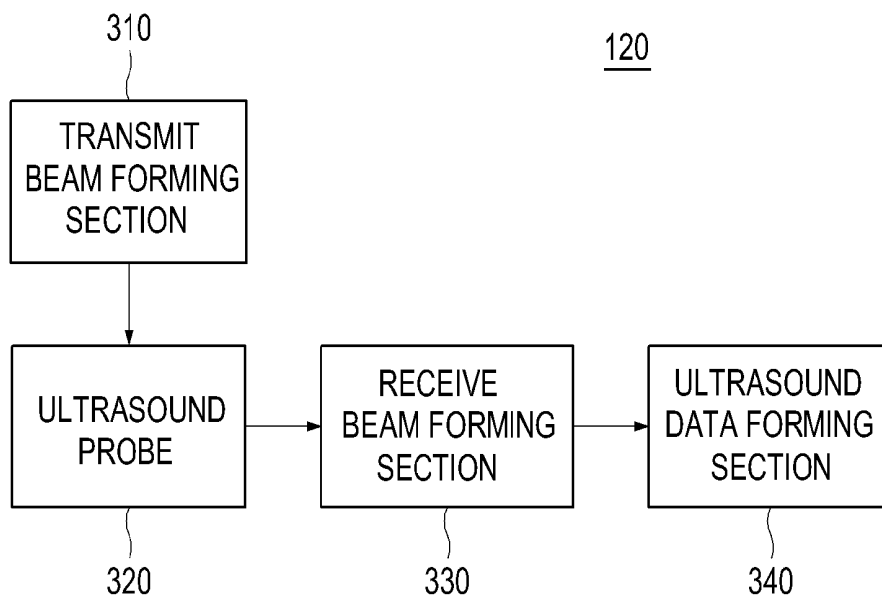 310
120
TRANSMIT
BEAM FORMING
SECTION
ULTRASOUND
PROBE
RECEIVE
BEAM FORMING
SECTION
ULTRASOUND
DATA FORMING
SECTION
320
330
340